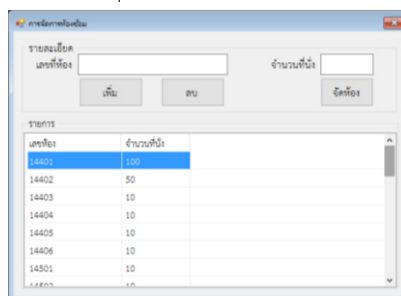 การจัดการห้องซ้อม
รายละเอียด
เลขที่ห้อง จำนวนที่นั่ง
เพิ่ม ลบ จัดห้อง
รายการ
เลขห้อง จำนวนที่นั่ง
14401 100
14402 50
14403 10
14404 10
14405 10
14406 10
14501 10
14502 10